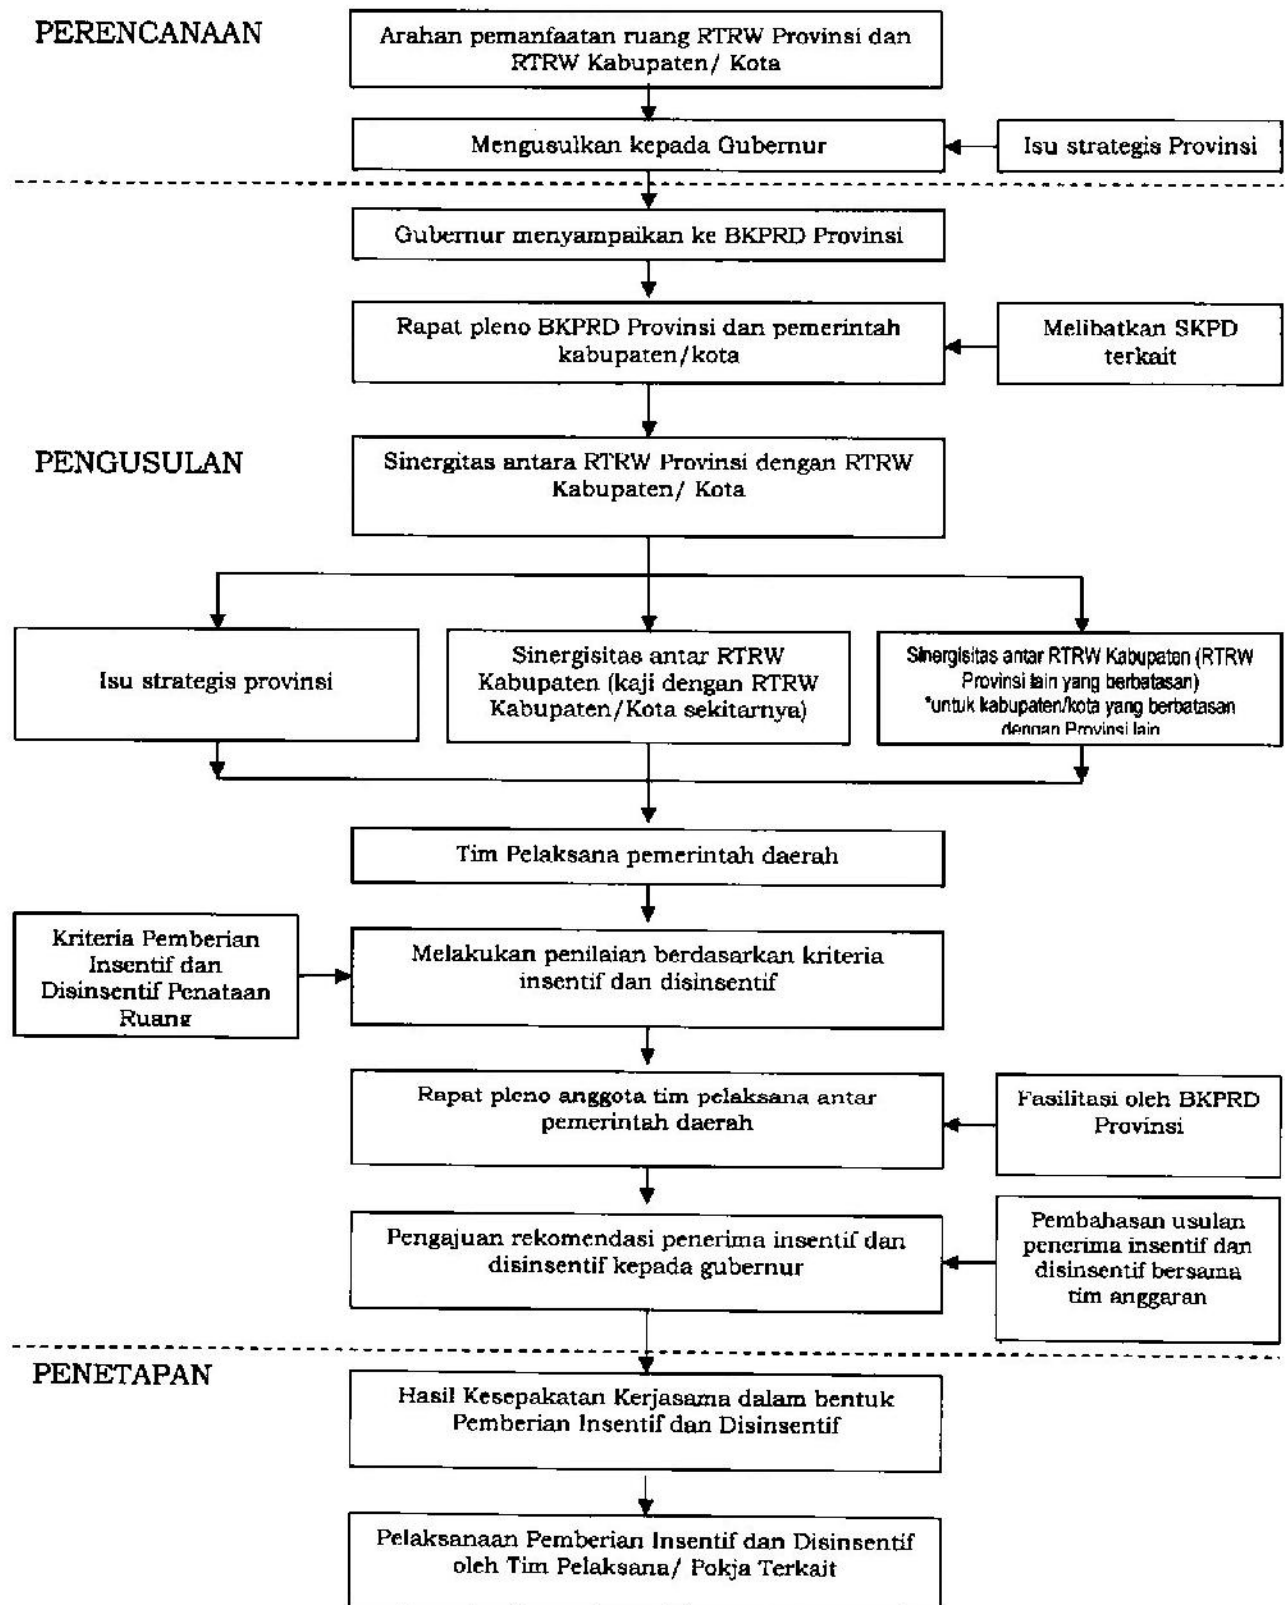 PERENCANAAN
Arahan pemanfaatan ruang RTRW Provinsi dan
RTRW Kabupaten/ Kota
Mengusulkan kepada Gubernur
Isu strategis Provinsi
Gubernur menyampaikan ke BKPRD Provinsi
Rapat pleno BKPRD Provinsi dan pemerintah
kabupaten/kota
Melibatkan SKPD
terkait
PENGUSULAN
Sinergitas antara RTRW Provinsi dengan RTRW
Kabupaten/ Kota
Isu strategis provinsi
Sinergisitas antar RTRW
Kabupaten (kaji dengan RTRW
Kabupaten/Kota sekitarnya)
Sinergisitas antar RTRW Kabupaten (RTRW
Provinsi lain yang berbatasan)
*untuk kabupaten/kota yang berbatasan
dengan Provinsi lain
Tim Pelaksana pemerintah daerah
Kriteria Pemberian
Insentif dan
Disinsentif Penataan
Ruang
Melakukan penilaian berdasarkan kriteria
insentif dan disinsentif
Rapat pleno anggota tim pelaksana antar
pemerintah daerah
Fasilitasi oleh BKPRD
Provinsi
Pengajuan rekomendasi penerima insentif dan
disinsentif kepada gubernur
Pembahasan usulan
penerima insentif dan
disinsentif bersama
tim anggaran
PENETAPAN
Hasil Kesepakatan Kerjasama dalam bentuk
Pemberian Insentif dan Disinsentif
Pelaksanaan Pemberian Insentif dan Disinsentif
oleh Tim Pelaksana/ Pokja Terkait